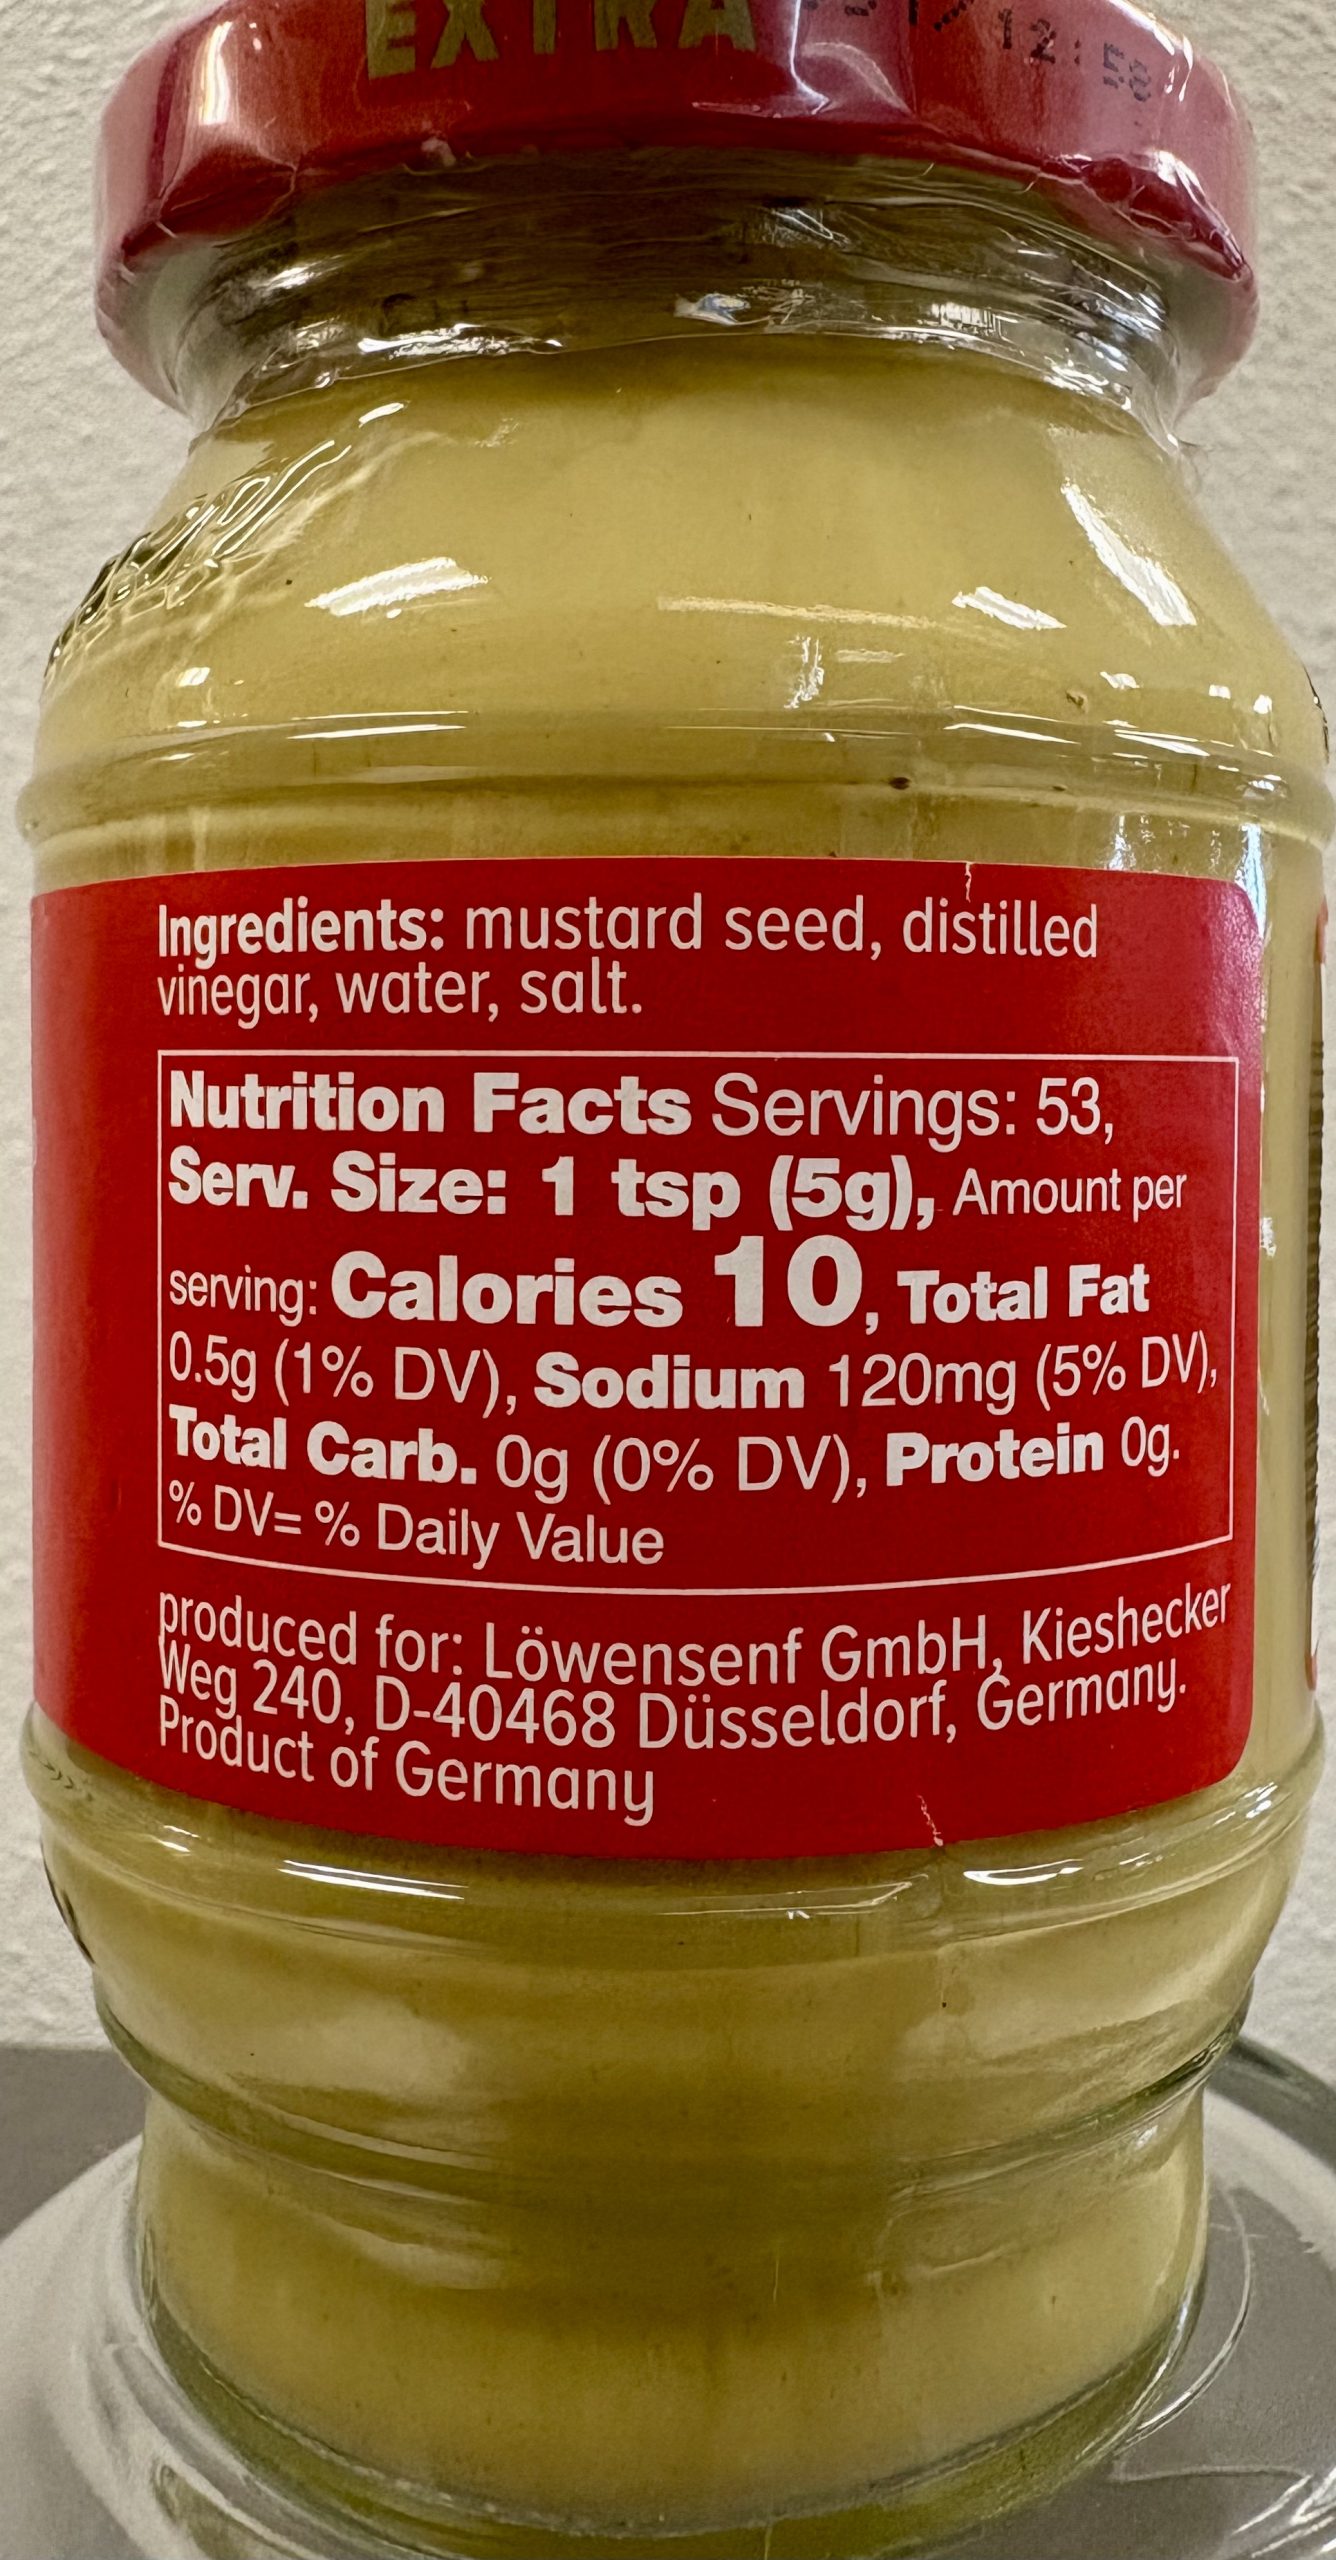 EXTRA
12:58
Ingredients: mustard seed, distilled
vinegar, water, salt.
Nutrition Facts Servings: 53,
Serv. Size: 1 tsp (5g), Amount per
serving: Calories 10, Total Fat
0.5g (1% DV), Sodium 120mg (5% DV),
Total Carb. 0g (0% DV), Protein 0g.
% DV= % Daily Value
produced for: Löwensenf GmbH, Kieshecker
Weg 240, D-40468 Düsseldorf, Germany.
Product of Germany